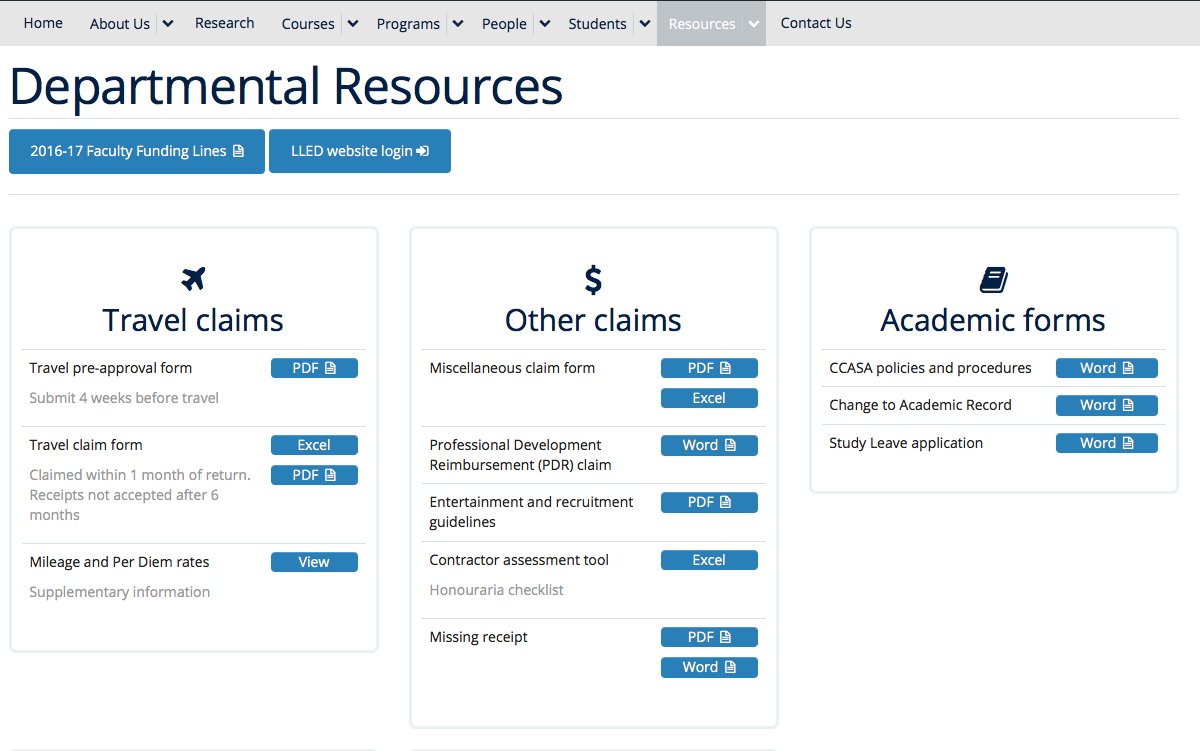 Home About Us Research Courses Programs People Students Resources Contact Us
Departmental Resources
2016-17 Faculty Funding Lines LLED website login
Travel claims
Travel pre-approval form PDF
Submit 4 weeks before travel
Travel claim form Excel
Claimed within 1 month of return. PDF
Receipts not accepted after 6
months
Mileage and Per Diem rates View
Supplementary information
$
Other claims
Miscellaneous claim form PDF
Excel
Professional Development Word
Reimbursement (PDR) claim
Entertainment and recruitment PDF
guidelines
Contractor assessment tool Excel
Honouraria checklist
Missing receipt PDF
Word
Academic forms
CCASA policies and procedures Word
Change to Academic Record Word
Study Leave application Word